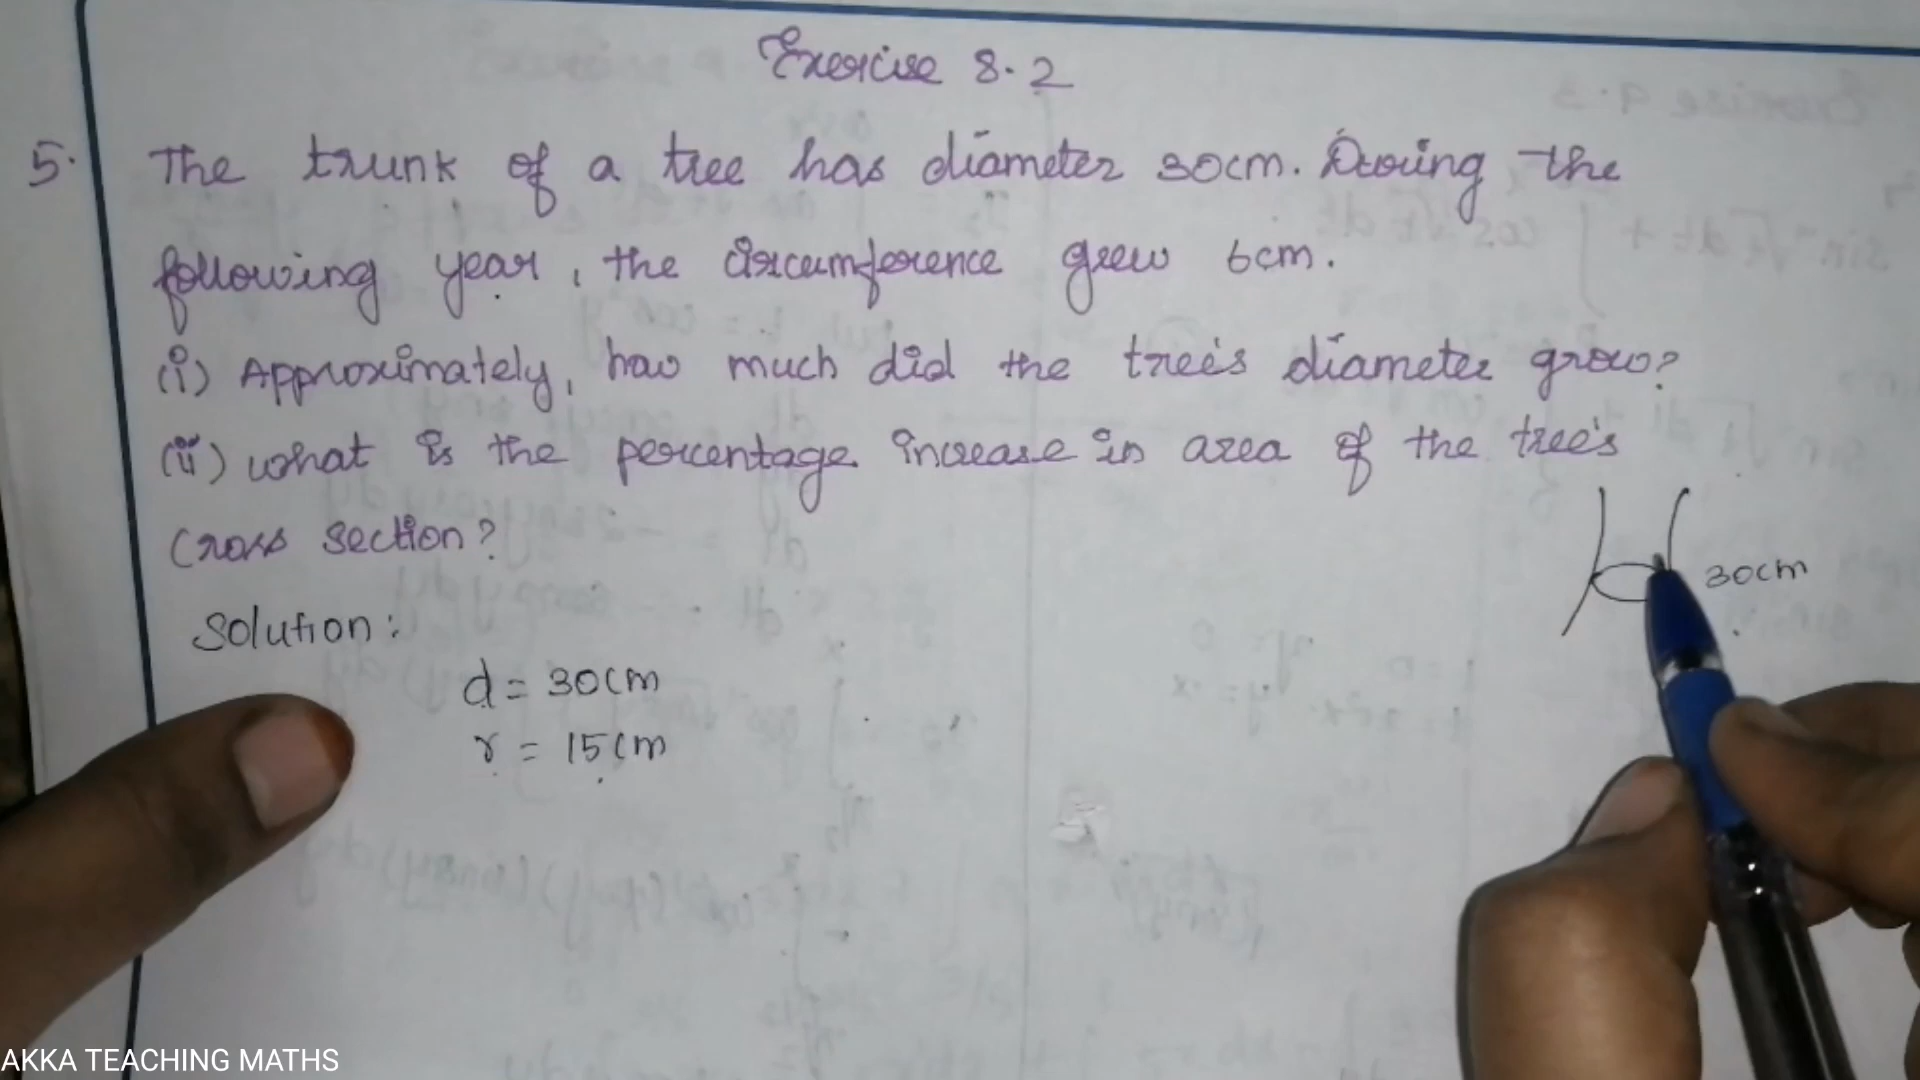 Exercise 8.2
5. The trunk of a tree has diameter 30cm. During the
following year, the circumference grew 6cm.
(i) Approximately, how much did the tree's diameter grow?
(ii) what is the percentage increase in area of the tree's
cross section?
30cm
Solution:
d = 30cm
r = 15cm
AKKA TEACHING MATHS